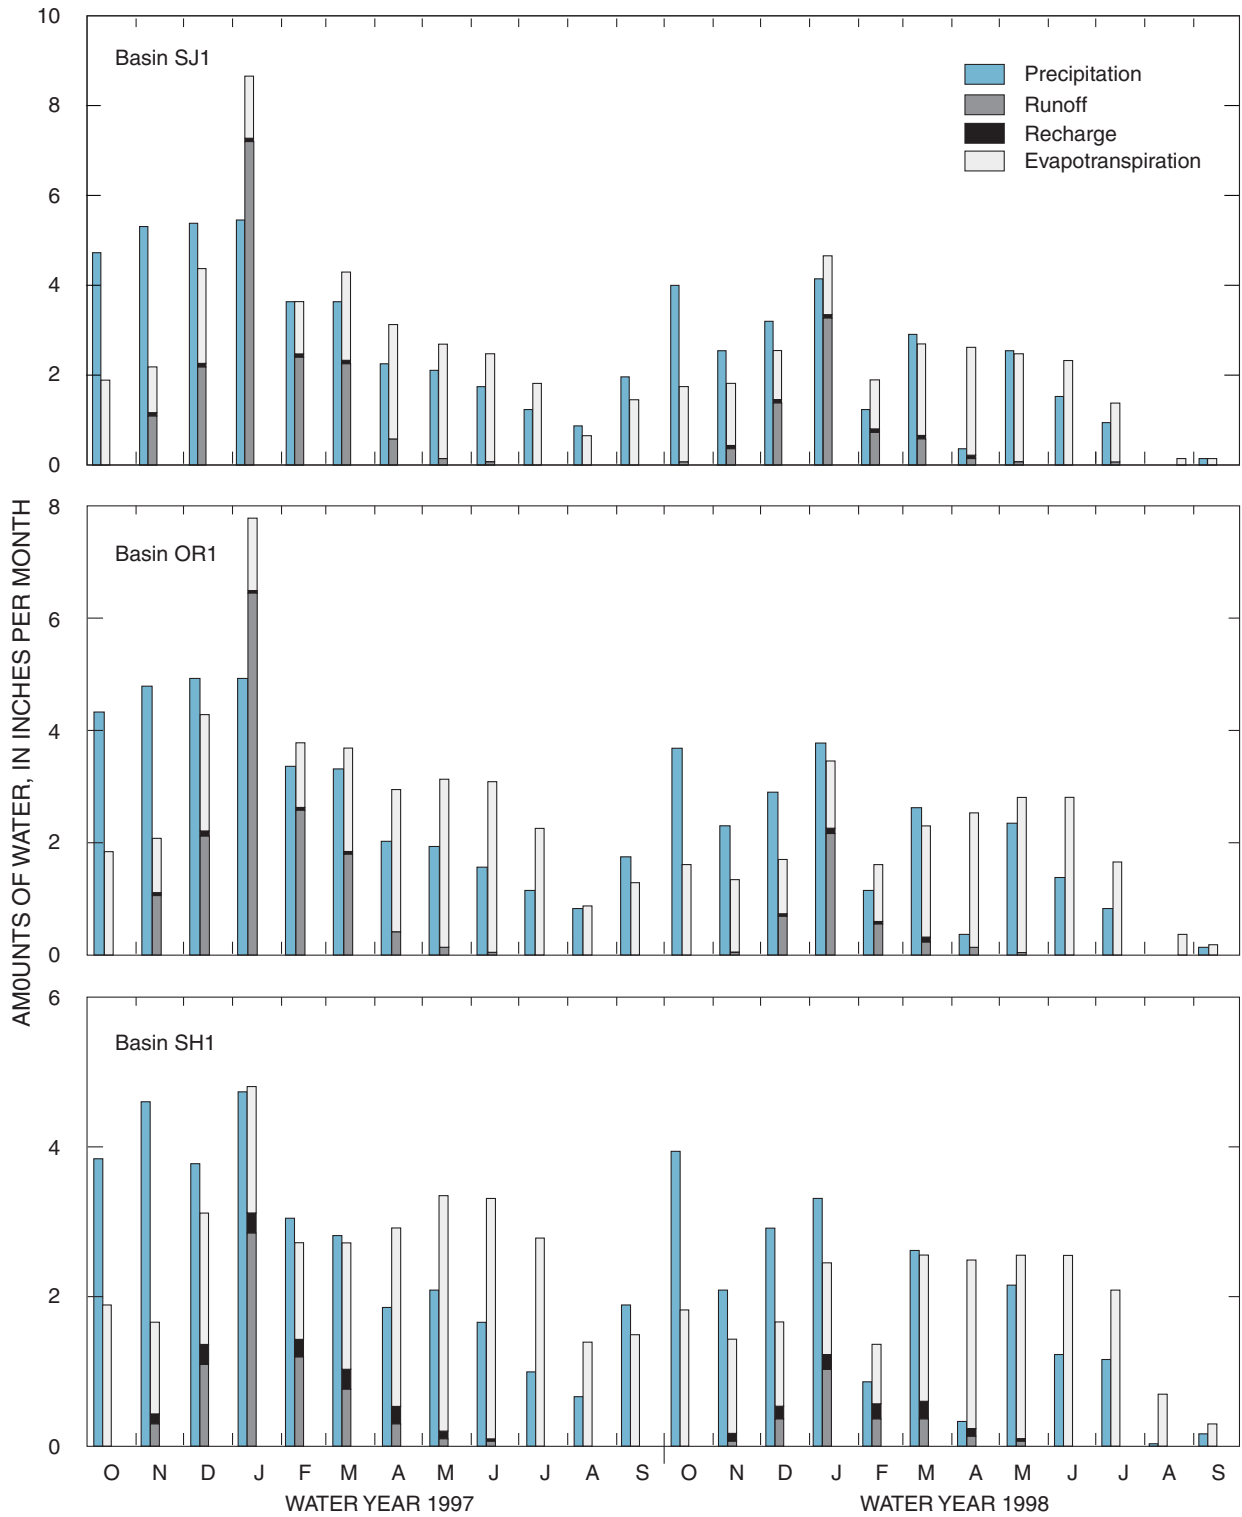 10
8
6
4
2
0
Basin SJ1
Precipitation
Runoff
Recharge
Evapotranspiration
AMOUNTS OF WATER, IN INCHES PER MONTH
8
6
4
2
0
Basin OR1
6
4
2
0
Basin SH1
O N D J F M A M J J A S O N D J F M A M J J A S
WATER YEAR 1997 WATER YEAR 1998